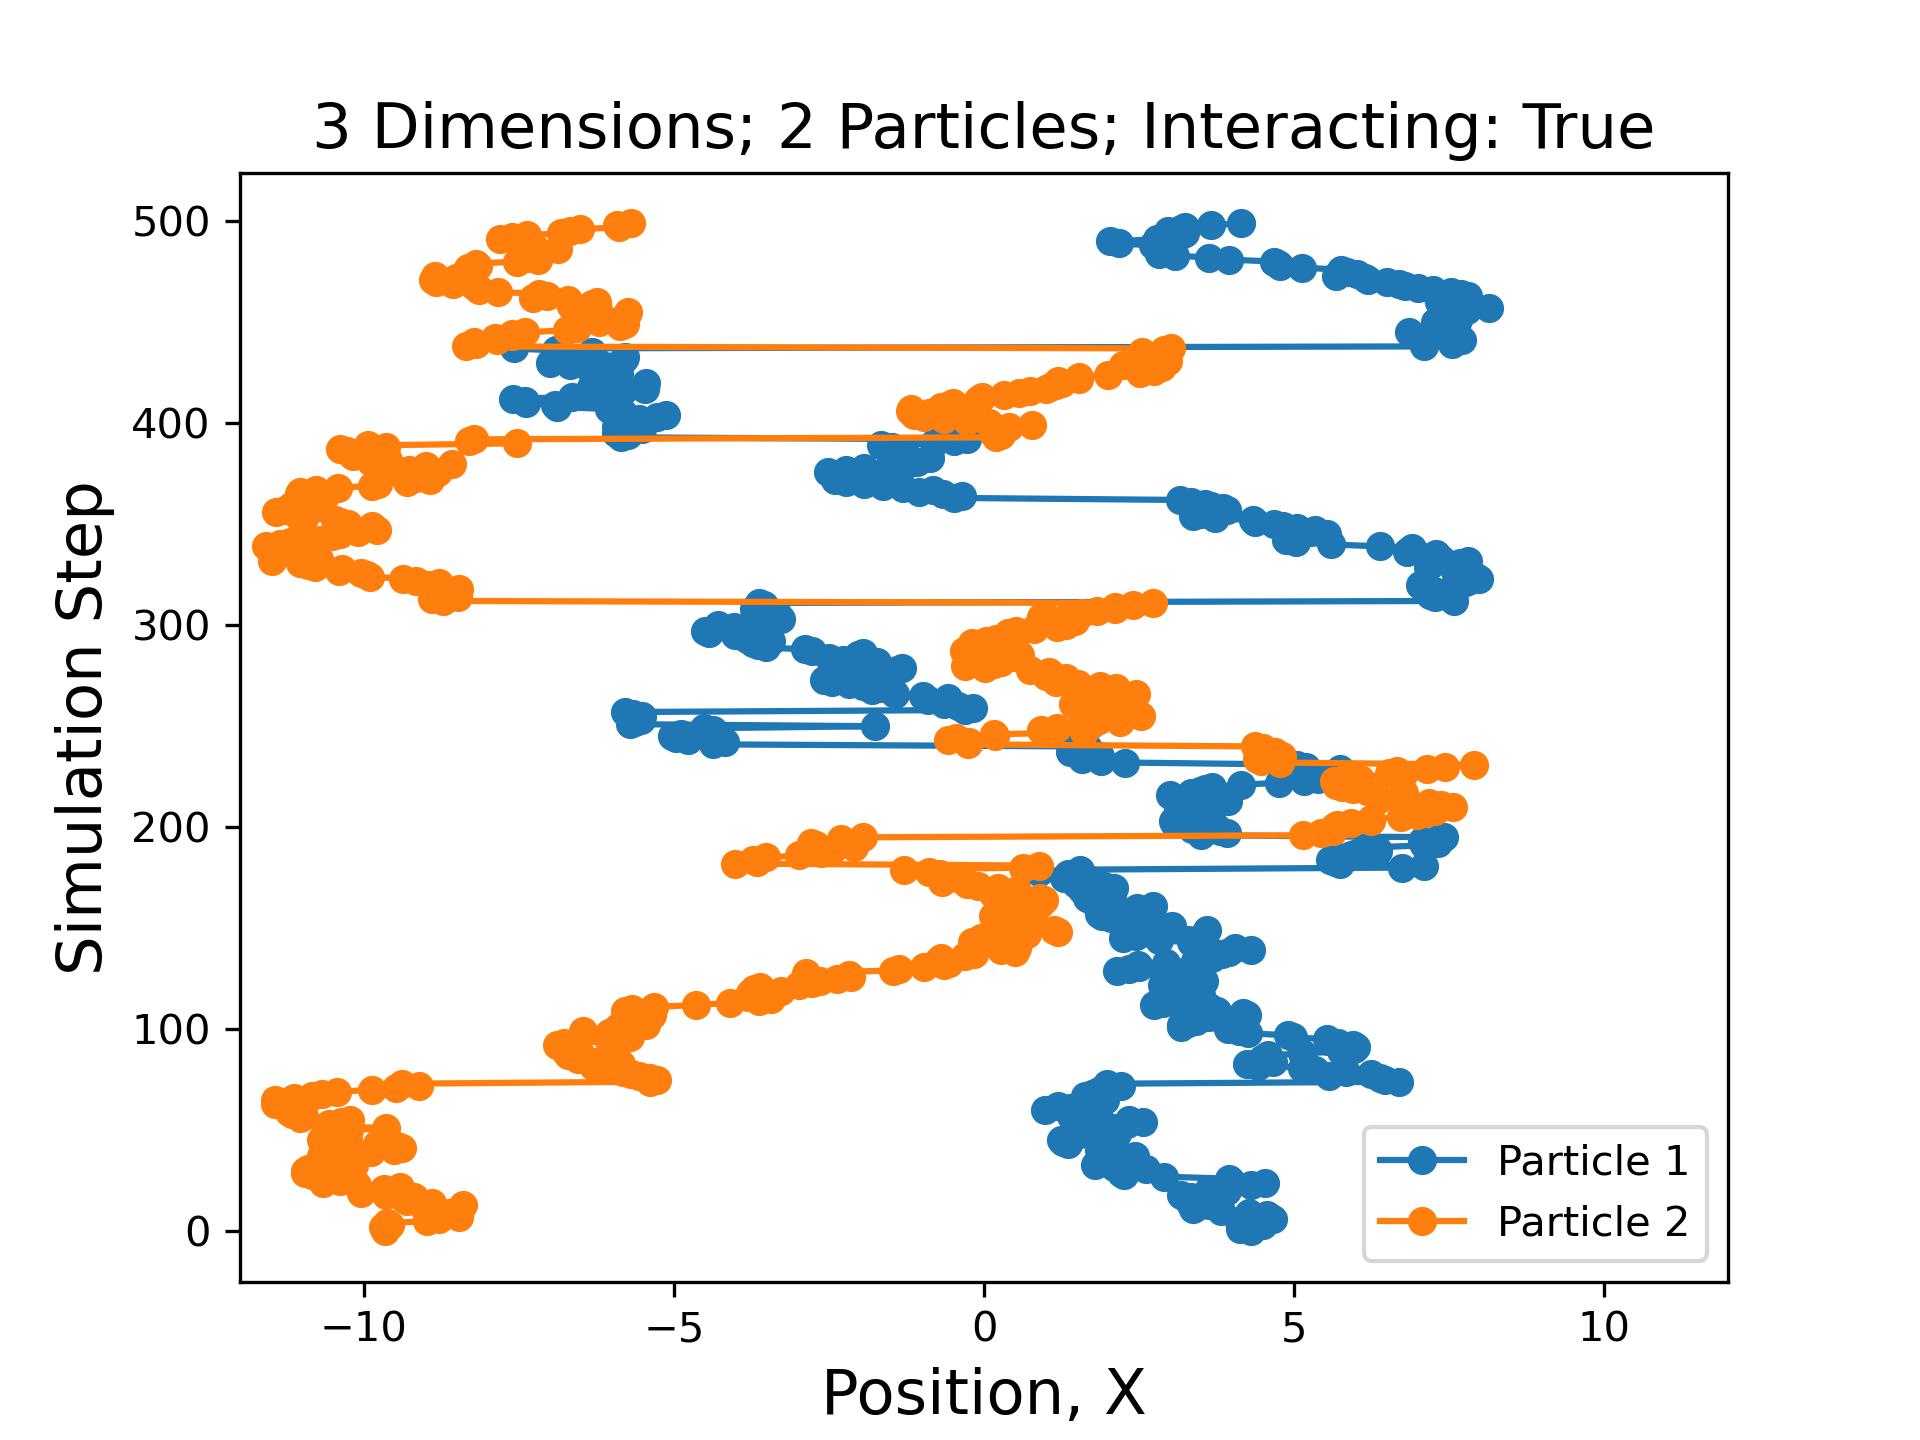 3 Dimensions; 2 Particles; Interacting: True
Simulation Step
500
400
300
200
100
0
−10
−5
0
5
10
Position, X
Particle 1
Particle 2